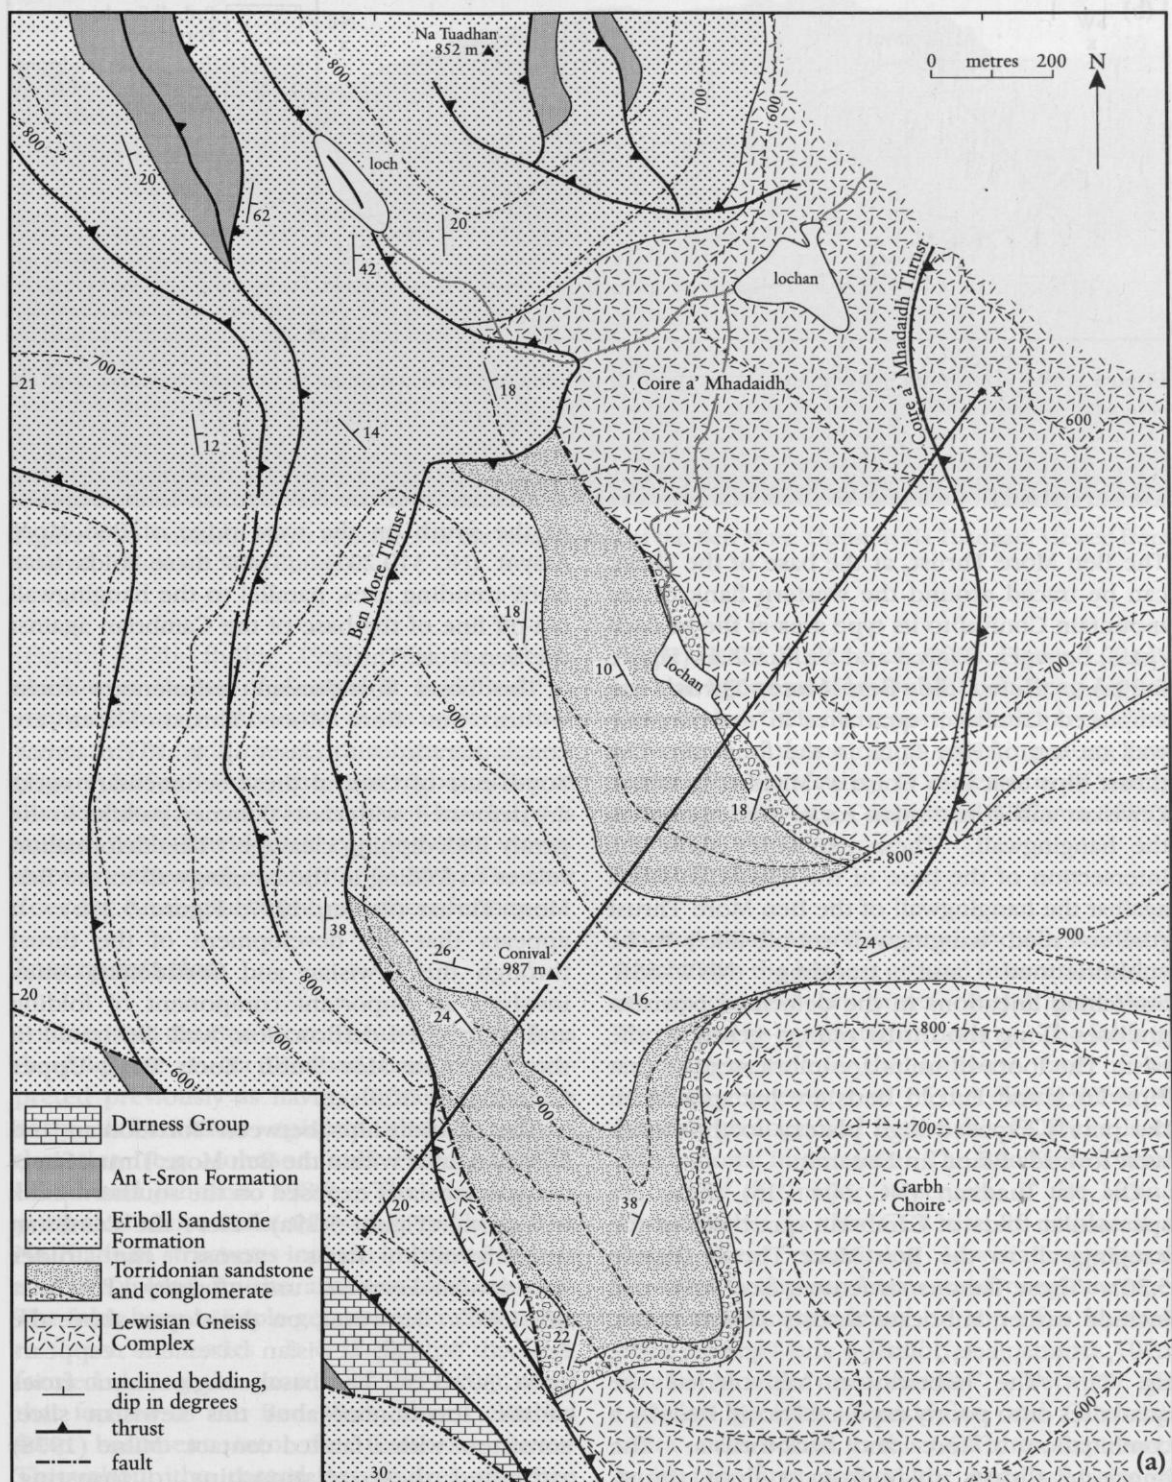 Na Tuadhan
852 m
0 metres 200
N
800
700
600
800
20
62
loch
20
42
lochan
Coire a' Mhadaidh Thrust
21
700
18
Coire a' Mhadaidh
x
600
12
14
Ben More Thrust
18
10
lochan
700
900
18
800
38
26
Conival
987 m
24
900
20
800
24
16
800
700
600
900
700
Garbh
Choire
20
38
x
22
600
Durness Group
An t-Sron Formation
Eriboll Sandstone
Formation
Torridonian sandstone
and conglomerate
Lewisian Gneiss
Complex
inclined bedding,
dip in degrees
thrust
fault
30
31
(a)